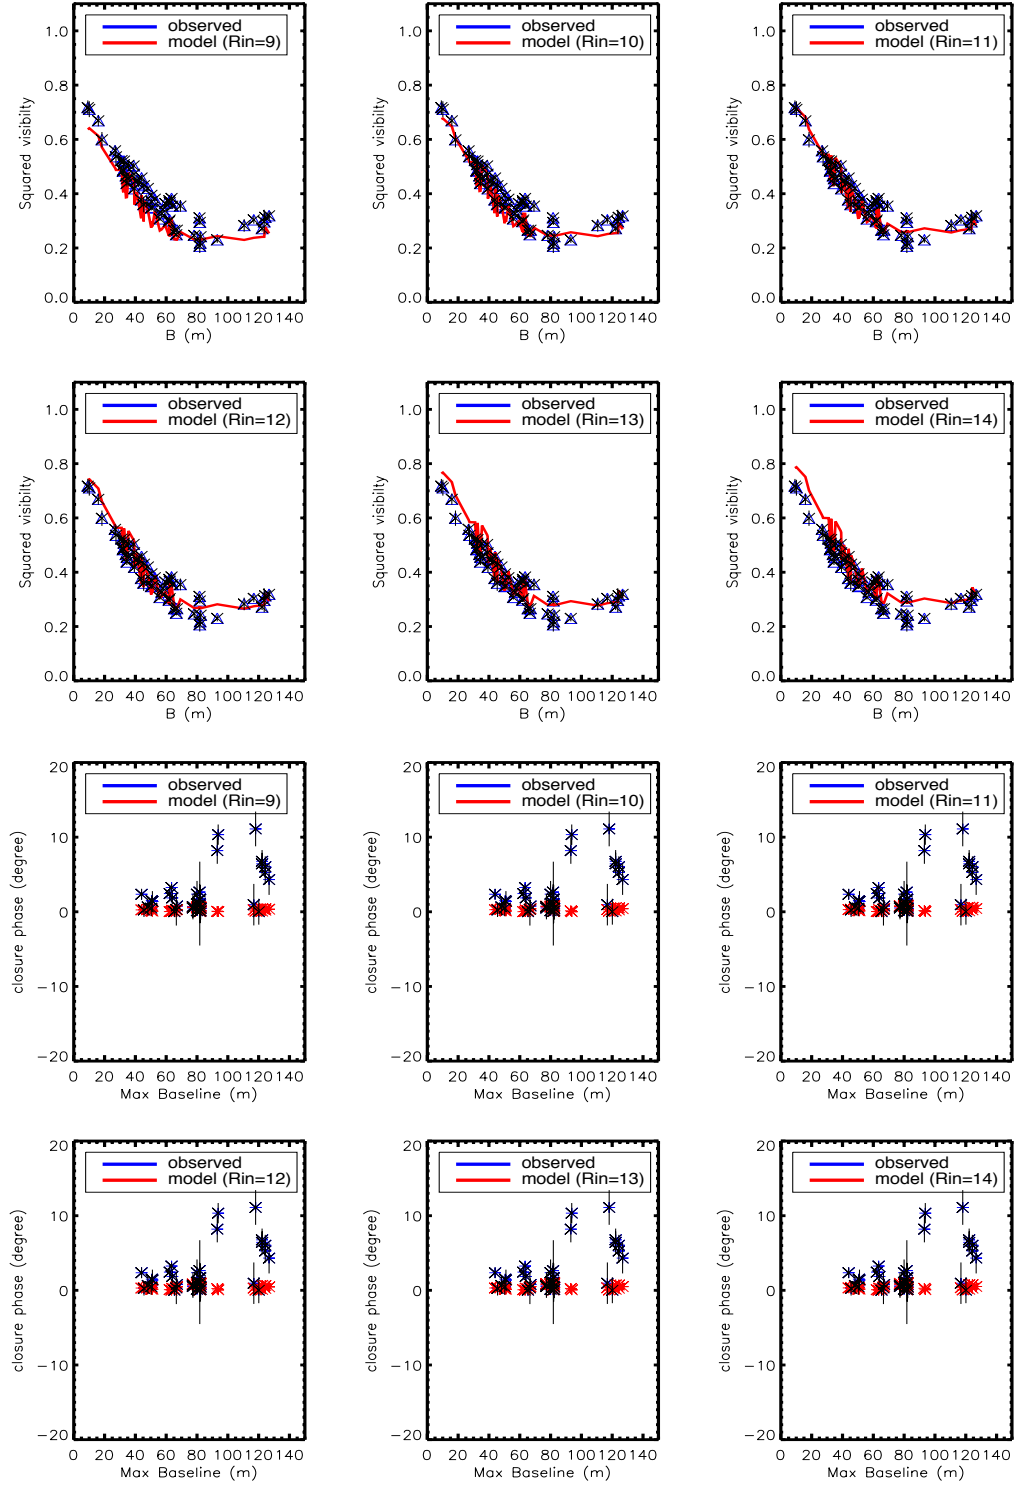 observed
model (Rin=9)
Squared visibilty
1.0
0.8
0.6
0.4
0.2
0.0
0 20 40 60 80 100 120 140
B (m)
observed
model (Rin=10)
Squared visibilty
1.0
0.8
0.6
0.4
0.2
0.0
0 20 40 60 80 100 120 140
B (m)
observed
model (Rin=11)
Squared visibilty
1.0
0.8
0.6
0.4
0.2
0.0
0 20 40 60 80 100 120 140
B (m)
observed
model (Rin=12)
Squared visibilty
1.0
0.8
0.6
0.4
0.2
0.0
0 20 40 60 80 100 120 140
B (m)
observed
model (Rin=13)
Squared visibilty
1.0
0.8
0.6
0.4
0.2
0.0
0 20 40 60 80 100 120 140
B (m)
observed
model (Rin=14)
Squared visibilty
1.0
0.8
0.6
0.4
0.2
0.0
0 20 40 60 80 100 120 140
B (m)
observed
model (Rin=9)
closure phase (degree)
20
10
0
−10
−20
0 20 40 60 80 100 120 140
Max Baseline (m)
observed
model (Rin=10)
closure phase (degree)
20
10
0
−10
−20
0 20 40 60 80 100 120 140
Max Baseline (m)
observed
model (Rin=11)
closure phase (degree)
20
10
0
−10
−20
0 20 40 60 80 100 120 140
Max Baseline (m)
observed
model (Rin=12)
closure phase (degree)
20
10
0
−10
−20
0 20 40 60 80 100 120 140
Max Baseline (m)
observed
model (Rin=13)
closure phase (degree)
20
10
0
−10
−20
0 20 40 60 80 100 120 140
Max Baseline (m)
observed
model (Rin=14)
closure phase (degree)
20
10
0
−10
−20
0 20 40 60 80 100 120 140
Max Baseline (m)